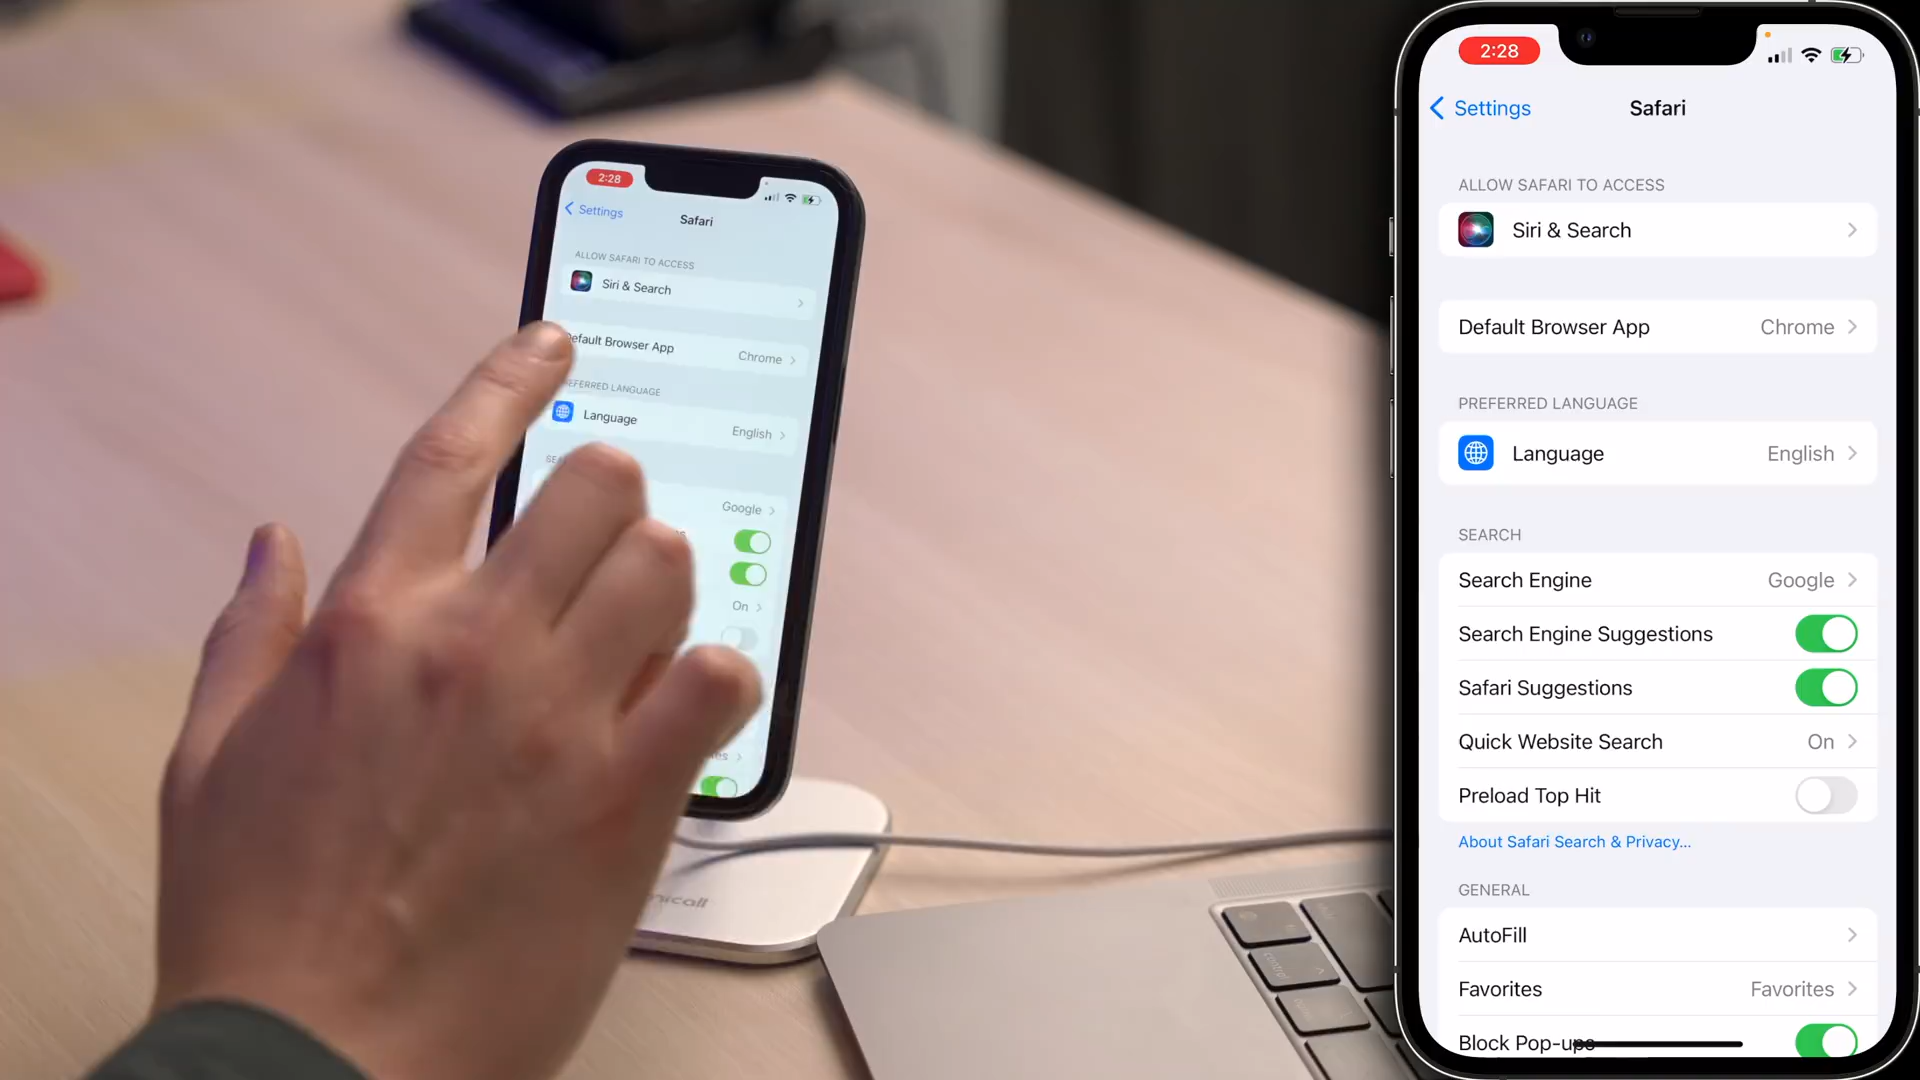 2:28
Settings
Safari
ALLOW SAFARI TO ACCESS
Siri & Search
Default Browser App
Chrome
EFERRED LANGUAGE
Language
English
Google
On
control
2:28
Settings
Safari
ALLOW SAFARI TO ACCESS
Siri & Search
Default Browser App
Chrome
PREFERRED LANGUAGE
Language
English
SEARCH
Search Engine
Google
Search Engine Suggestions
Safari Suggestions
Quick Website Search
On
Preload Top Hit
About Safari Search & Privacy...
GENERAL
AutoFill
Favorites
Favorites
Block Pop-ups